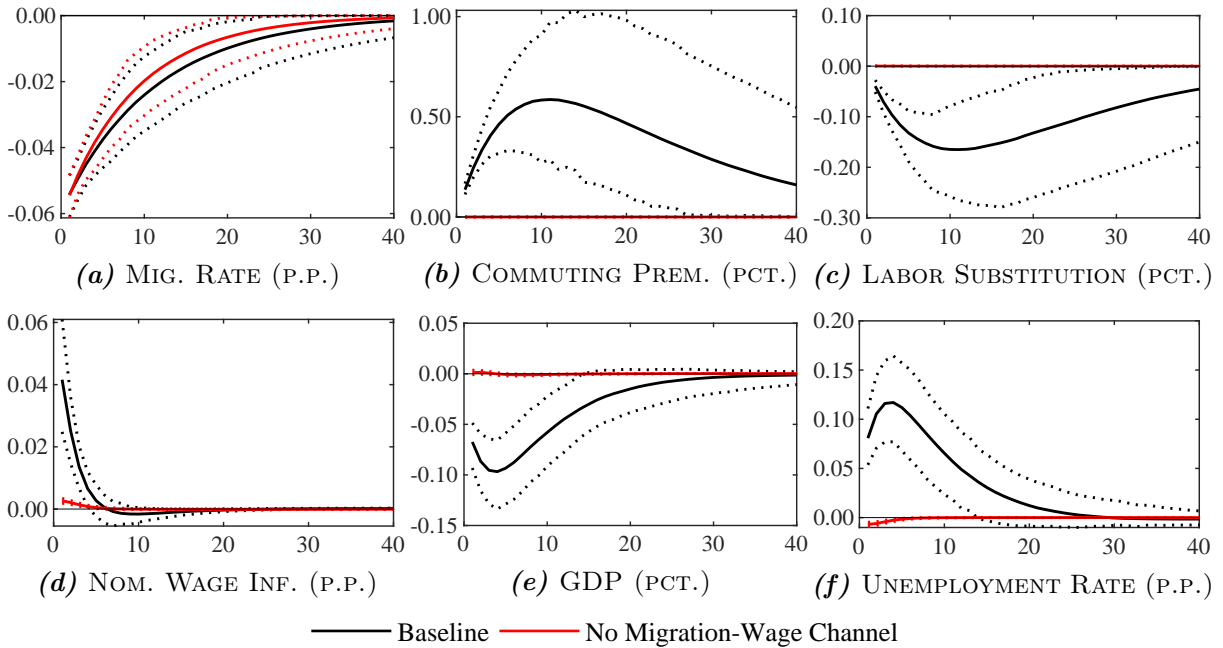 0.00
-0.02
-0.04
-0.06
0 10 20 30 40
(a) MIG. RATE (P.P.)
1.00
0.50
0.00
0 10 20 30 40
(b) COMMUTING PREM. (PCT.)
0.10
0.00
-0.10
-0.20
-0.30
0 10 20 30 40
(c) LABOR SUBSTITUTION (PCT.)
0.06
0.04
0.02
0.00
0 10 20 30 40
(d) NOM. WAGE INF. (P.P.)
0.05
0.00
-0.05
-0.10
-0.15
0 10 20 30 40
(e) GDP (PCT.)
0.20
0.15
0.10
0.05
0.00
0 10 20 30 40
(f) UNEMPLOYMENT RATE (P.P.)
Baseline No Migration-Wage Channel